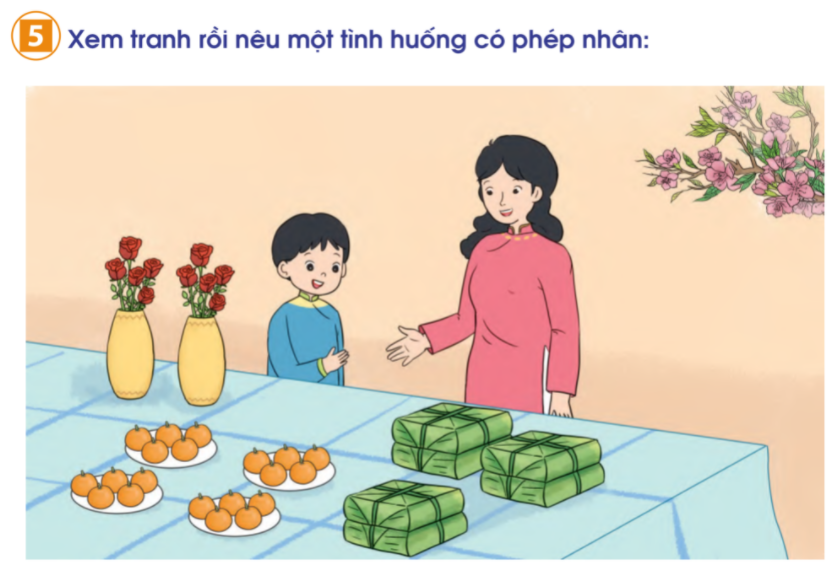 5 Xem tranh rồi nêu một tình huống có phép nhân: